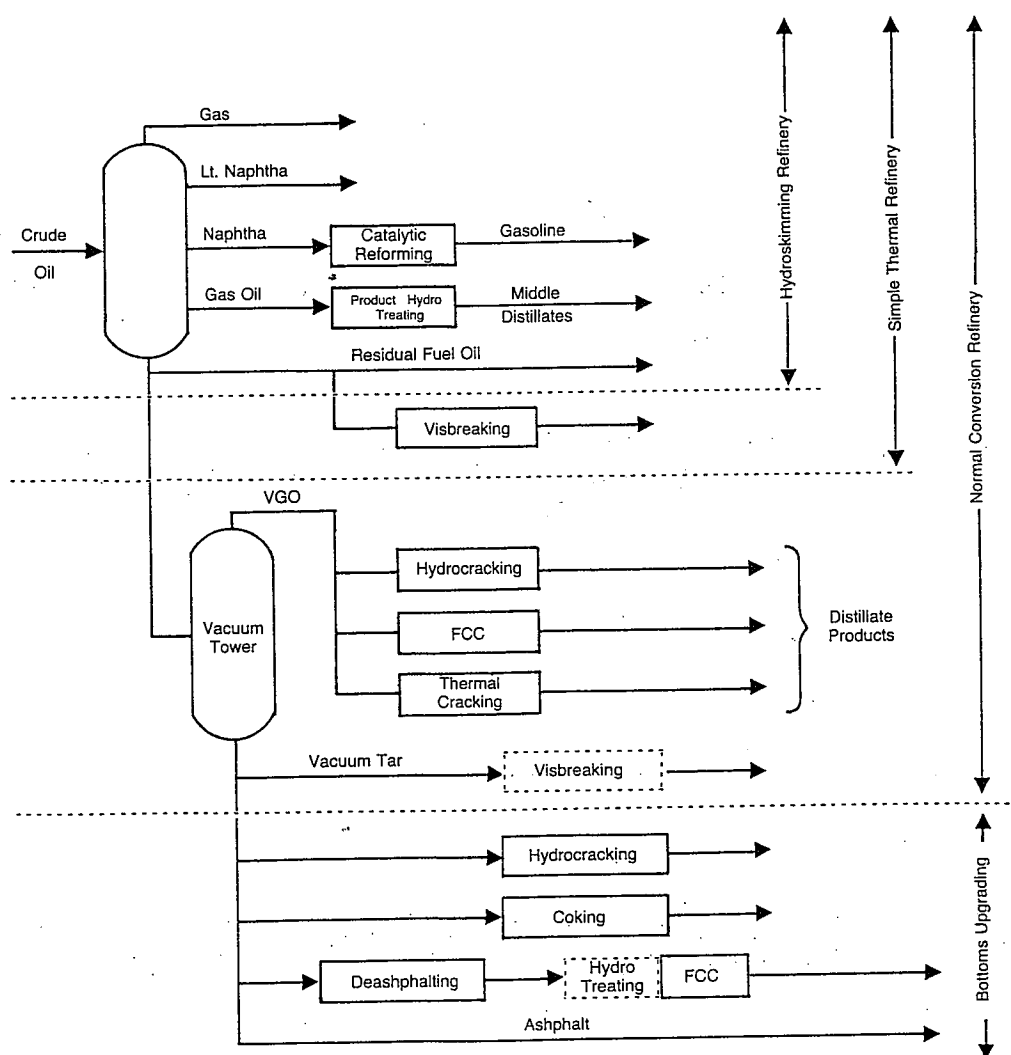 Gas
Lt. Naphtha
Crude
Oil
Naphtha
Catalytic
Reforming
Gasoline
Gas Oil
Product Hydro
Treating
Middle
Distillates
Residual Fuel Oil
Visbreaking
Hydroskimming Refinery
Simple Thermal Refinery
Normal Convorsion Refinery
VGO
Vacuum
Tower
Hydrocracking
FCC
Thermal
Cracking
Distillate
Products
Vacuum Tar
Visbreaking
Hydrocracking
Coking
Deashphalting
Hydro
Treating
FCC
Ashphalt
Bottoms Upgrading